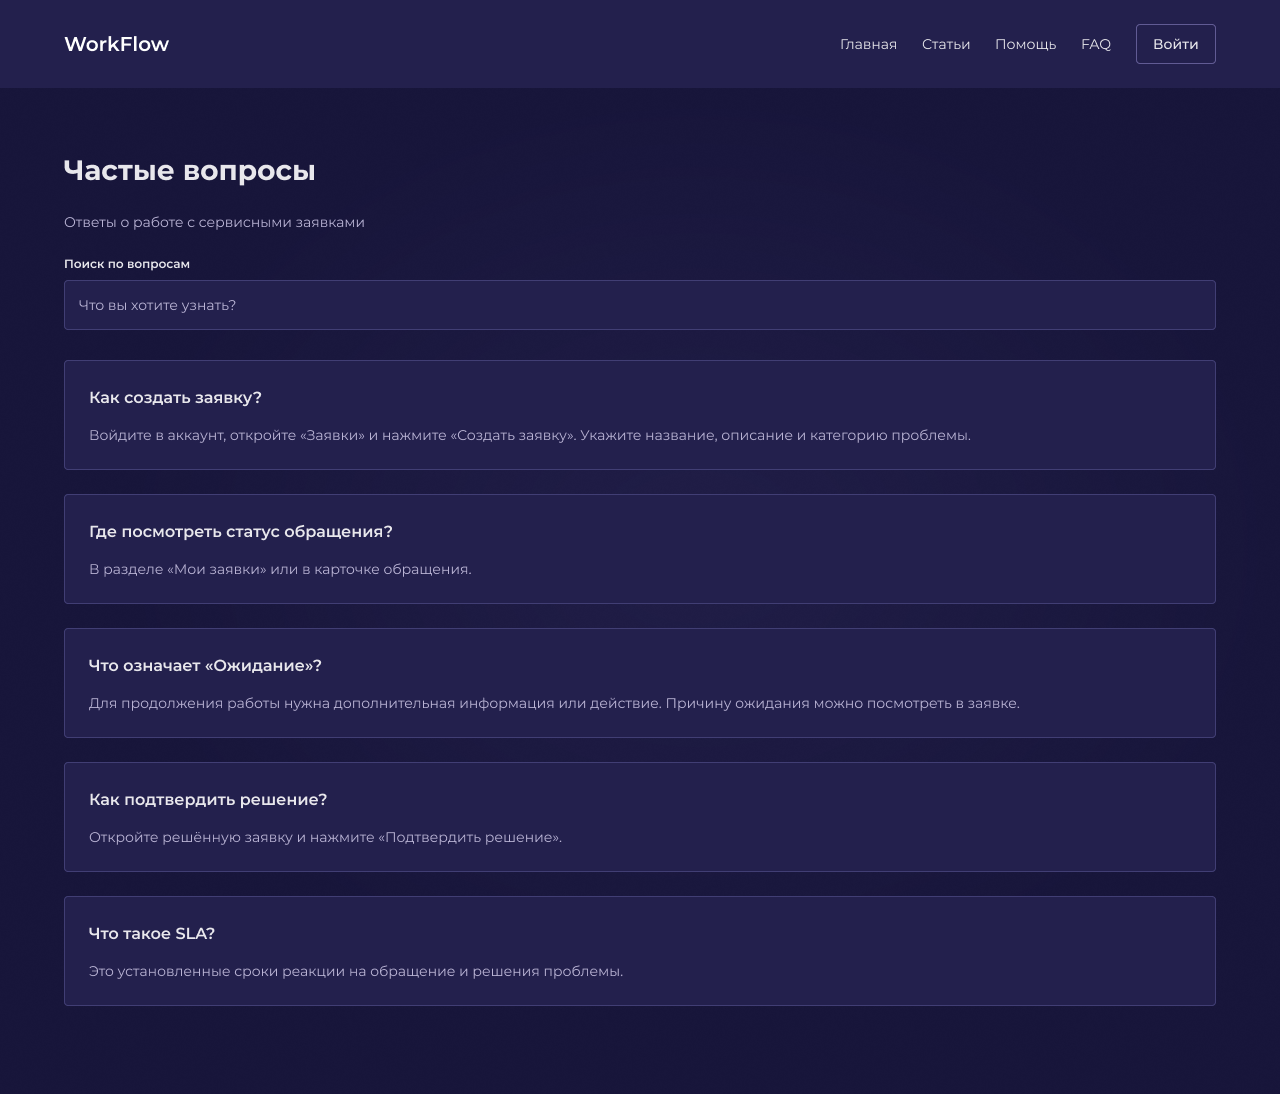 WorkFlow
Главная
Статьи
Помощь
FAQ
Войти
Частые вопросы
Ответы о работе с сервисными заявками
Поиск по вопросам
Что вы хотите узнать?
Как создать заявку?
Войдите в аккаунт, откройте «Заявки» и нажмите «Создать заявку». Укажите название, описание и категорию проблемы.
Где посмотреть статус обращения?
В разделе «Мои заявки» или в карточке обращения.
Что означает «Ожидание»?
Для продолжения работы нужна дополнительная информация или действие. Причину ожидания можно посмотреть в заявке.
Как подтвердить решение?
Откройте решённую заявку и нажмите «Подтвердить решение».
Что такое SLA?
Это установленные сроки реакции на обращение и решения проблемы.